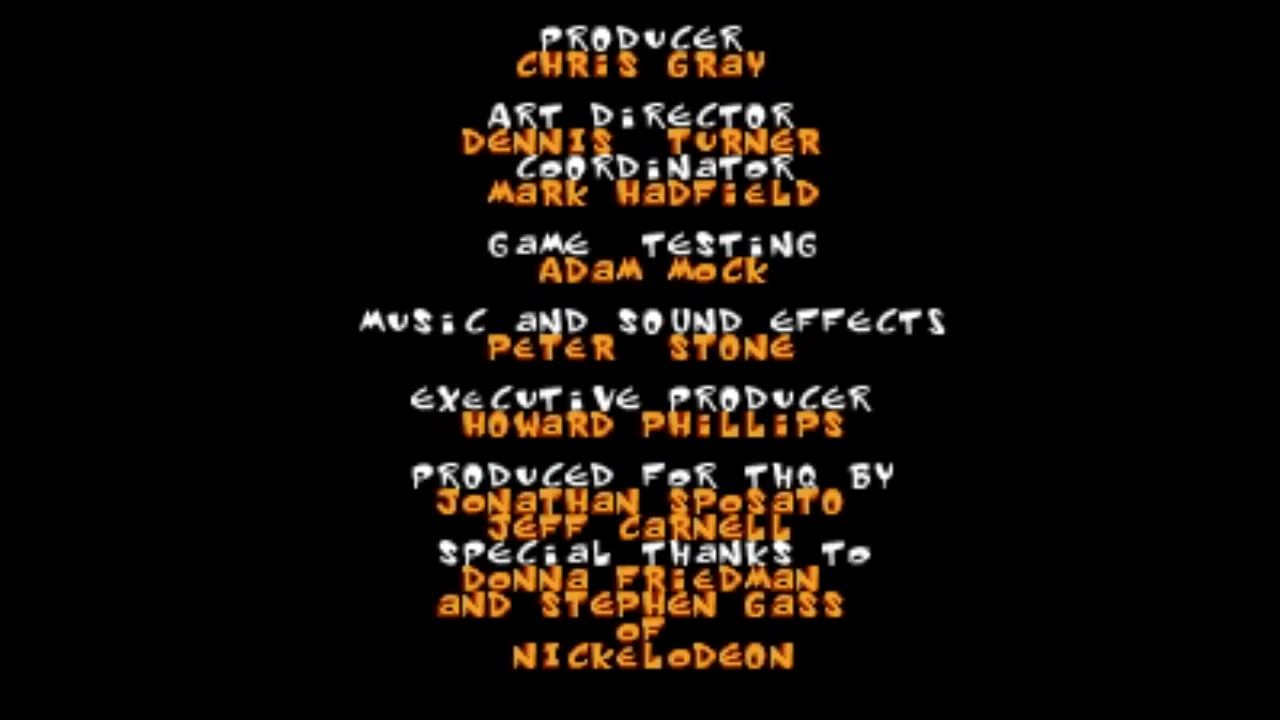 PRODUCER
CHRiS GRaY
ART DiRECTOR
DENNIS TURNER
COORDiNaTOR
MaRK HaDFiELD
GaME TESTiNG
ADaM MoCK
MUSiC aND SOUND EFFECTS
PETER STONE
EXECUTiVE PRODUCER
HOWaRD PHiLLiPS
PRODUCED FoR THQ BY
JoNaTHaN SPoSaTO
JEFF CaRNELL
SPECiaL THaNKS To
DoNNa FRiEDMaN
aND STEPHEN GaSS
oF
NICKELoDEON